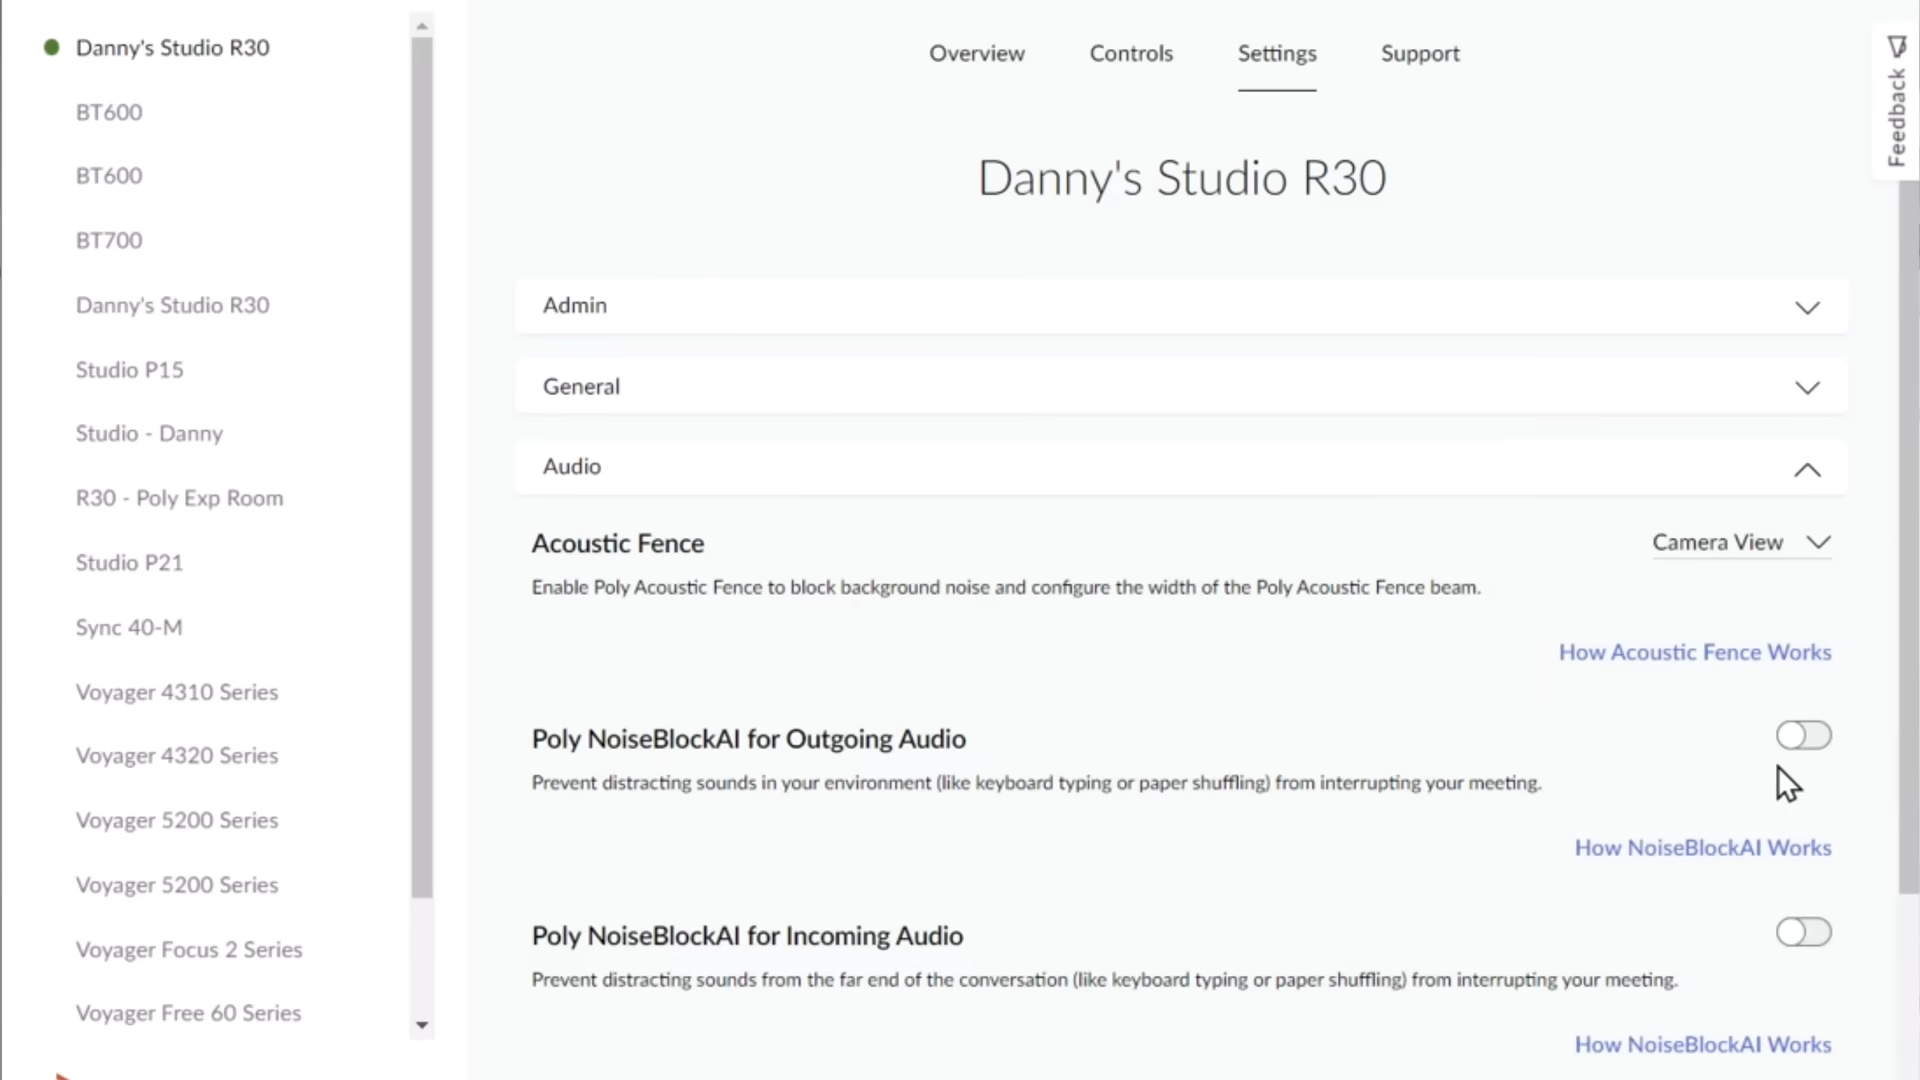 Danny's Studio R30
BT600
BT600
BT700
Danny's Studio R30
Studio P15
Studio - Danny
R30 - Poly Exp Room
Studio P21
Sync 40-M
Voyager 4310 Series
Voyager 4320 Series
Voyager 5200 Series
Voyager 5200 Series
Voyager Focus 2 Series
Voyager Free 60 Series
Overview Controls Settings Support
Feedback
Danny's Studio R30
Admin
General
Audio
Acoustic Fence Camera View
Enable Poly Acoustic Fence to block background noise and configure the width of the Poly Acoustic Fence beam.
How Acoustic Fence Works
Poly NoiseBlockAI for Outgoing Audio
Prevent distracting sounds in your environment (like keyboard typing or paper shuffling) from interrupting your meeting.
How NoiseBlockAI Works
Poly NoiseBlockAI for Incoming Audio
Prevent distracting sounds from the far end of the conversation (like keyboard typing or paper shuffling) from interrupting your meeting.
How NoiseBlockAI Works